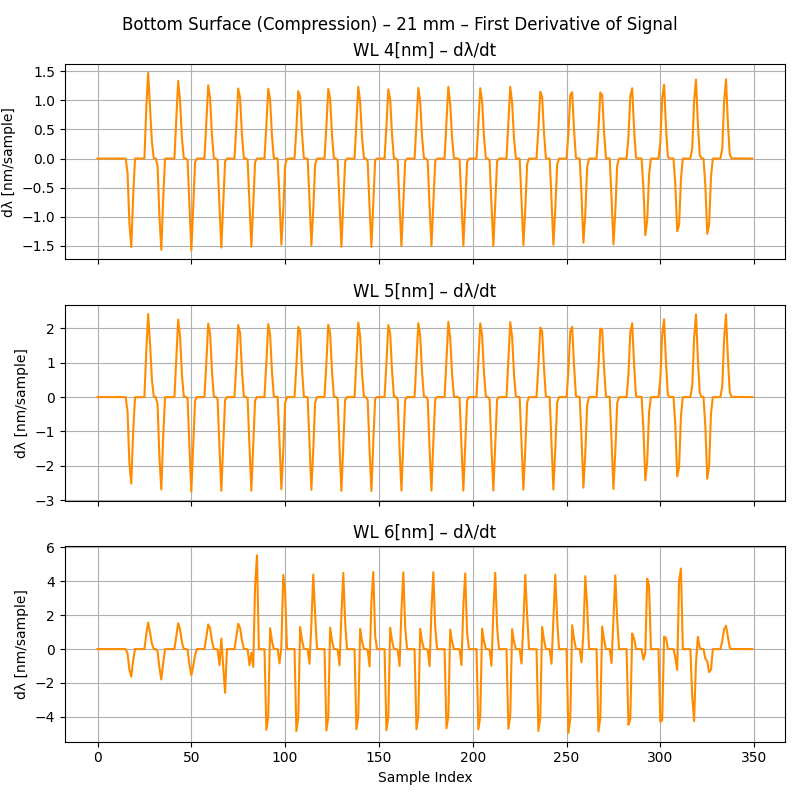 Bottom Surface (Compression) – 21 mm – First Derivative of Signal
WL 4[nm] – dλ/dt
1.5
1.0
0.5
0.0
−0.5
−1.0
−1.5
dλ [nm/sample]
WL 5[nm] – dλ/dt
2
1
0
−1
−2
−3
dλ [nm/sample]
WL 6[nm] – dλ/dt
6
4
2
0
−2
−4
dλ [nm/sample]
0 50 100 150 200 250 300 350
Sample Index